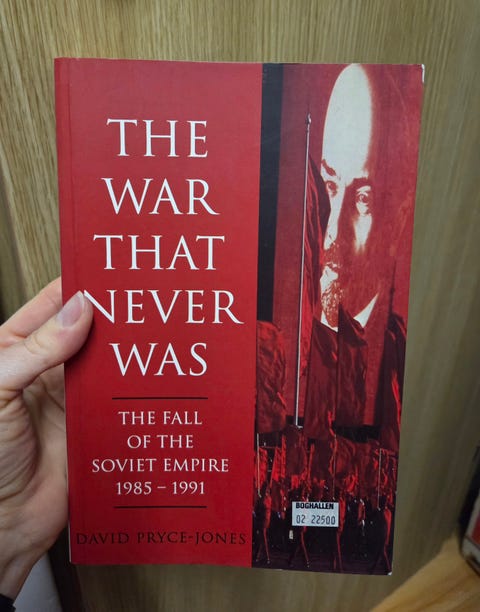 THE
WAR
THAT
NEVER
WAS
THE FALL
OF THE
SOVIET EMPIRE
1985 – 1991
DAVID PRYCE-JONES
BOGHALLEN
02 22500